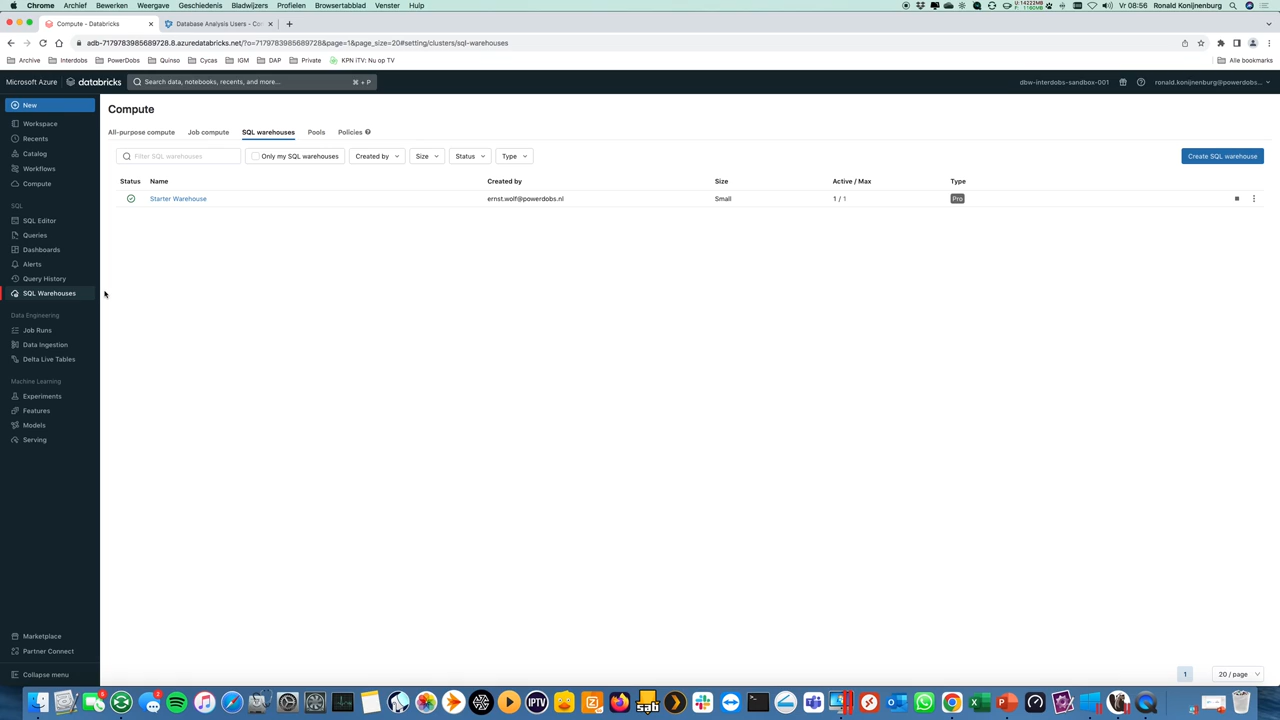 Chrome Archief Bewerken Weergave Geschiedenis Bladwijzers Profielen Browsertabblad Venster Help
Vr 08:56 Ronald Konijnenburg
Compute - Databricks
Database Analysis Users - Co
adb-7179783985689728.8.azuredatabricks.net/?o=7179783985689728&page=1&page_size=20#setting/clusters/sql-warehouses
Archive Interdobs PowerDobs Quinso Cycas IGM DAP Private KPN iTV: Nu op TV Alle bookmarks
Microsoft Azure databricks Search data, notebooks, recents, and more... ⌘ + P dbw-interdobs-sandbox-001 ronald.konijnenburg@powerdobs...
New
Workspace
Recents
Catalog
Workflows
Compute
SQL
SQL Editor
Queries
Dashboards
Alerts
Query History
SQL Warehouses
Data Engineering
Job Runs
Data Ingestion
Delta Live Tables
Machine Learning
Experiments
Features
Models
Serving
Marketplace
Partner Connect
Collapse menu
Compute
All-purpose compute Job compute SQL warehouses Pools Policies
Filter SQL warehouses Only my SQL warehouses Created by Size Status Type Create SQL warehouse
Status Name Created by Size Active / Max Type
Starter Warehouse ernst.wolf@powerdobs.nl Small 1 / 1 Pro
1 20 / page